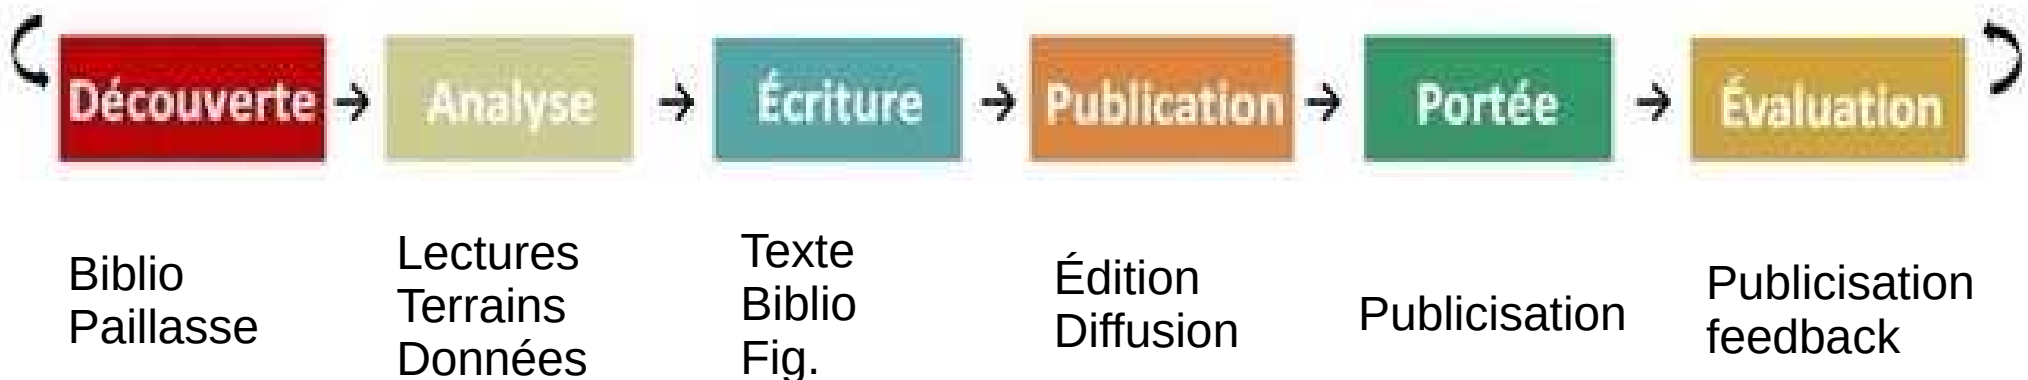 Découverte → Analyse → Écriture → Publication → Portée → Évaluation
Biblio
Paillasse
Lectures
Terrains
Données
Texte
Biblio
Fig.
Édition
Diffusion
Publicisation
Publicisation
feedback